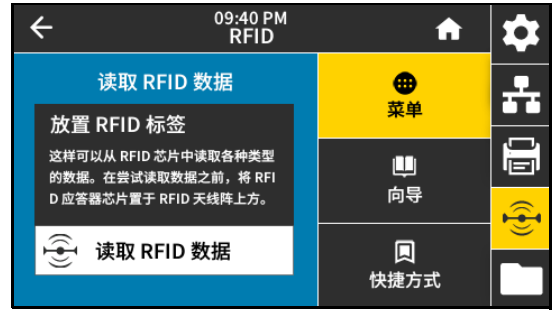 09:40 PM
RFID
读取 RFID 数据
放置 RFID 标签
这样可以从 RFID 芯片中读取各种类型
的数据。在尝试读取数据之前，将 RFI
D 应答器芯片置于 RFID 天线阵上方。
读取 RFID 数据
菜单
向导
快捷方式